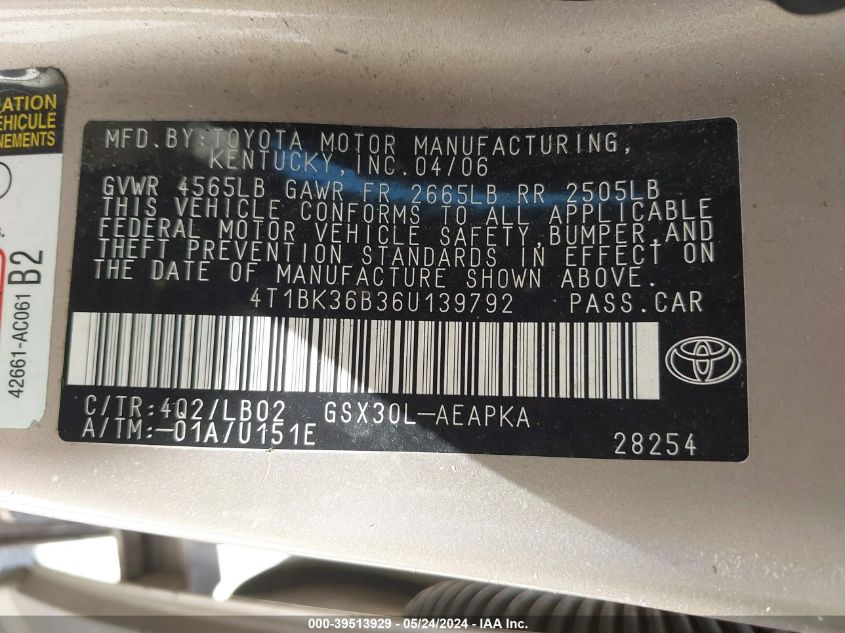 ATION
VÉHICULE
NEMENTS
42661-AC061
B2
MFD.BY:TOYOTA MOTOR MANUFACTURING,
KENTUCKY, INC. 04/06
GVWR 4565LB GAWR FR 2665LB RR 2505LB
THIS VEHICLE CONFORMS TO ALL APPLICABLE
FEDERAL MOTOR VEHICLE SAFETY,BUMPER,AND
THEFT PREVENTION STANDARDS IN EFFECT ON
THE DATE OF MANUFACTURE SHOWN ABOVE.
4T1BK36B36U139792 PASS.CAR
C/TR:4Q2/LB02 GSX30L-AEAPKA
A/TM:-01A/U151E
28254
000-39513929 - 05/24/2024 - IAA Inc.